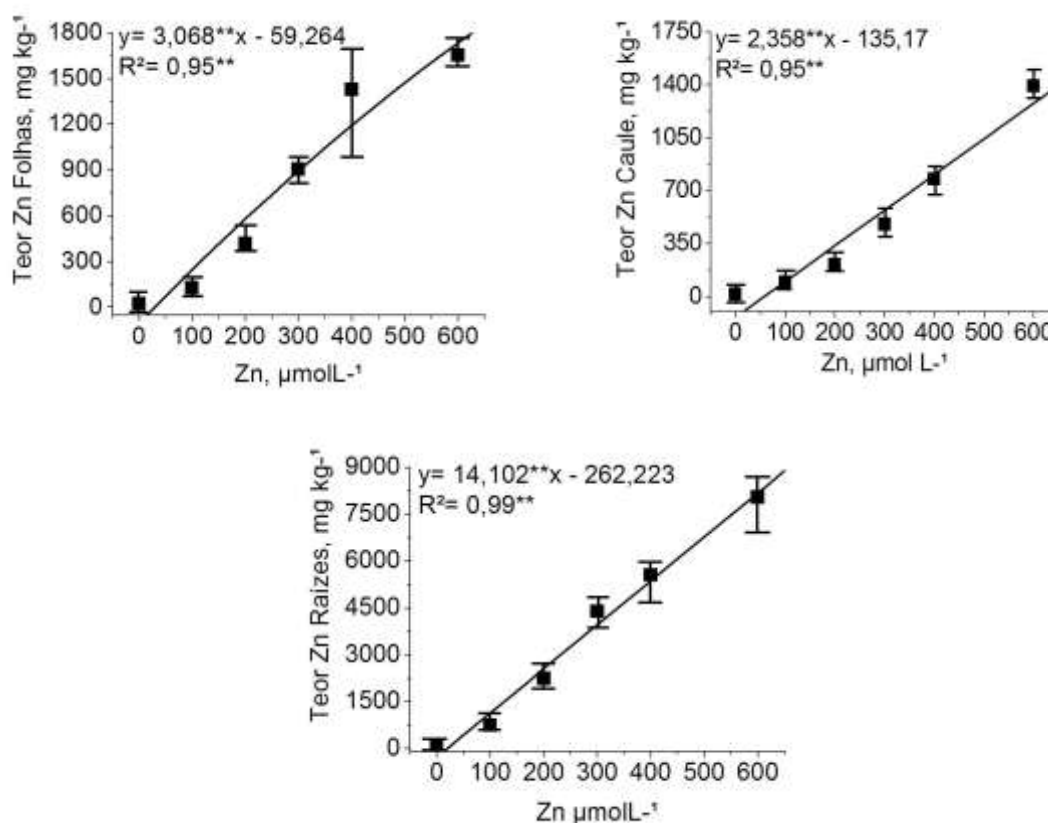 y= 3,068**x - 59,264
R²= 0,95**
Teor Zn Folhas, mg kg-¹
1800
1500
1200
900
600
300
0
0 100 200 300 400 500 600
Zn, µmolL-¹
y= 2,358**x - 135,17
R²= 0,95**
Teor Zn Caule, mg kg-¹
1750
1400
1050
700
350
0
0 100 200 300 400 500 600
Zn, µmol L-¹
y= 14,102**x - 262,223
R²= 0,99**
Teor Zn Raizes, mg kg-¹
9000
7500
6000
4500
3000
1500
0
0 100 200 300 400 500 600
Zn µmolL-¹